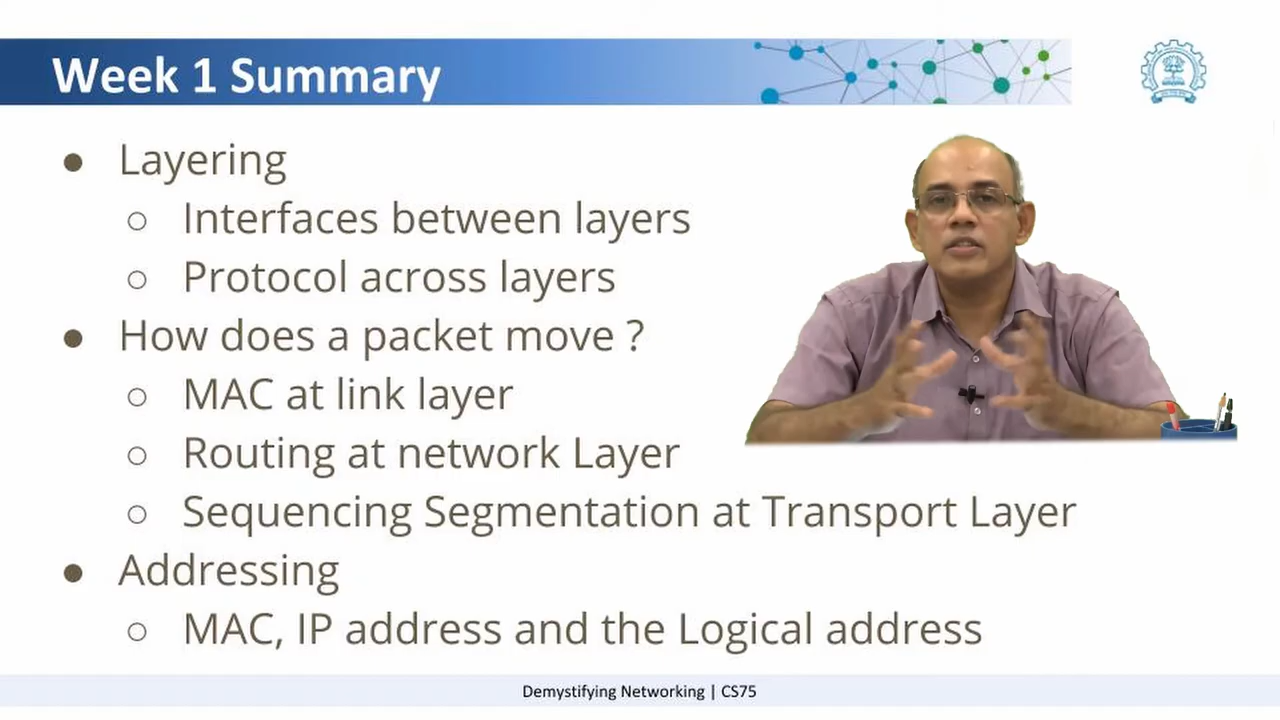 Week 1 Summary
● Layering
○ Interfaces between layers
○ Protocol across layers
● How does a packet move ?
○ MAC at link layer
○ Routing at network Layer
○ Sequencing Segmentation at Transport Layer
● Addressing
○ MAC, IP address and the Logical address
Demystifying Networking | CS75